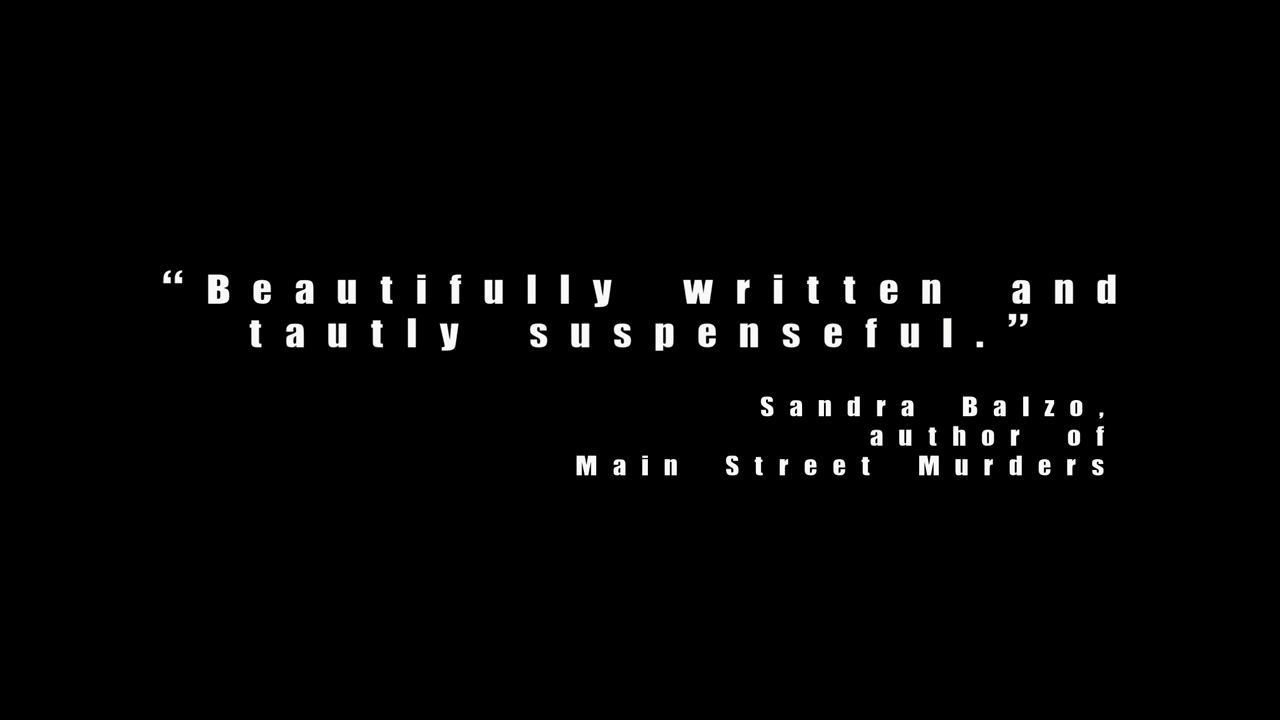 “Beautifully written and
tautly suspenseful.”
Sandra Balzo,
author of
Main Street Murders